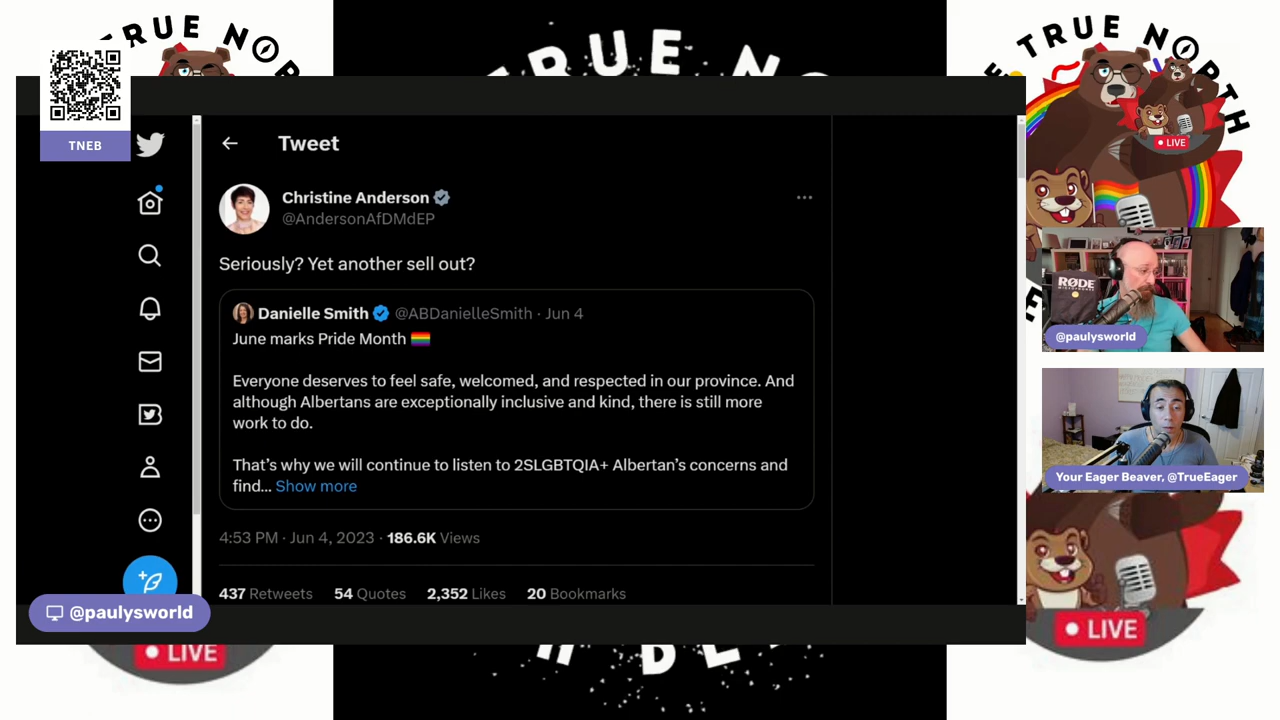 TRUE NO
TRUE NO
TRUE NORTH
LIVE
TNEB
Tweet
Christine Anderson
@AndersonAfDMdEP
Seriously? Yet another sell out?
Danielle Smith @ABDanielleSmith · Jun 4
June marks Pride Month 🏳️‍🌈
Everyone deserves to feel safe, welcomed, and respected in our province. And
although Albertans are exceptionally inclusive and kind, there is still more
work to do.
That's why we will continue to listen to 2SLGBTQIA+ Albertan's concerns and
find... Show more
4:53 PM · Jun 4, 2023 · 186.6K Views
437 Retweets 54 Quotes 2,352 Likes 20 Bookmarks
@paulysworld
RØDE
MICROPHONES
@paulysworld
Your Eager Beaver, @TrueEager
LIVE
LIVE